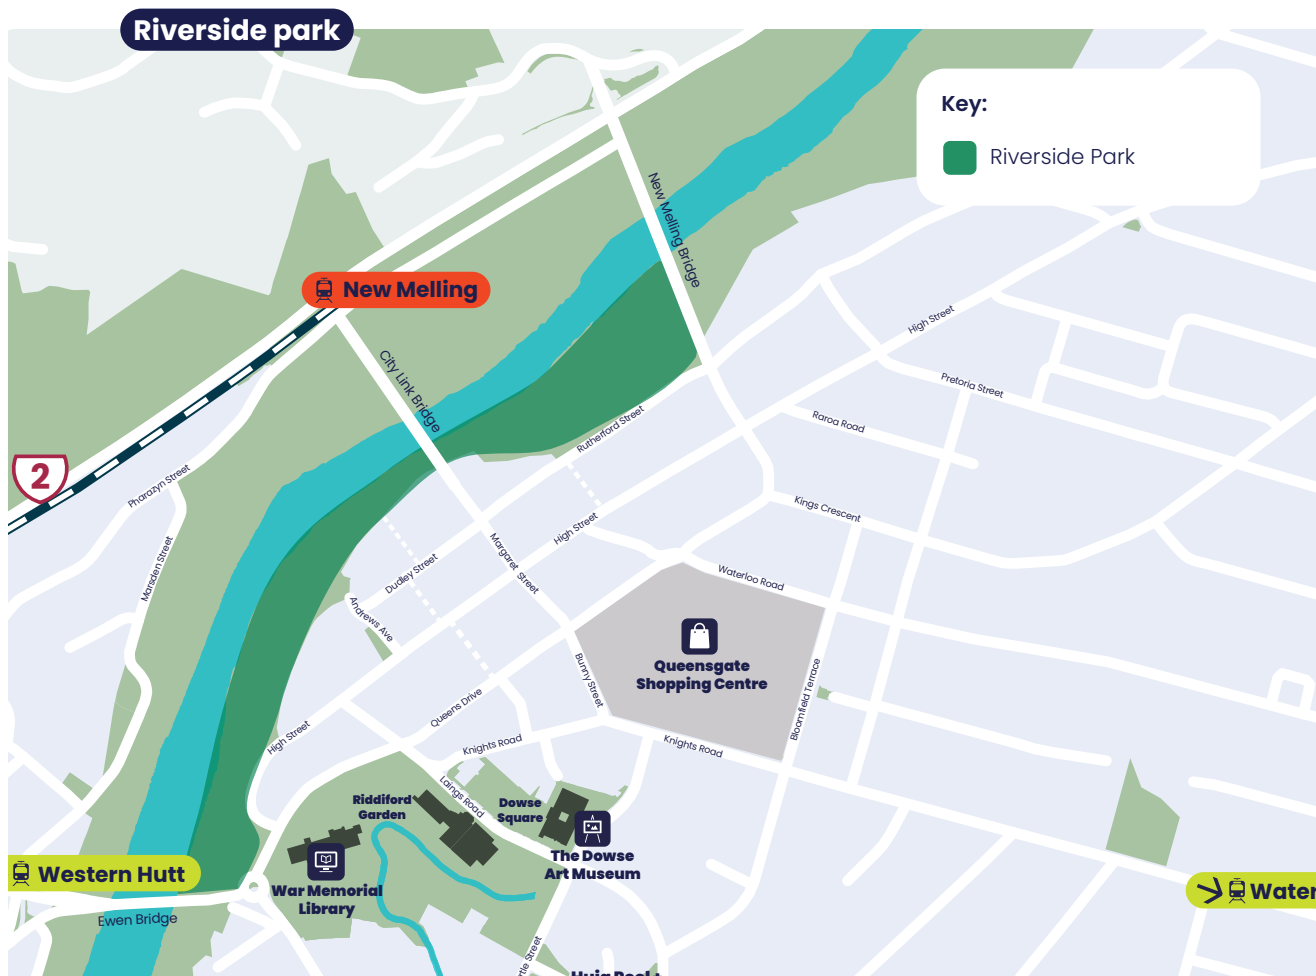 Riverside park
Key:
Riverside Park
New Melling Bridge
New Melling
High Street
City Link Bridge
Pretoria Street
Rutherford Street
Raroa Road
2
Pharazyn Street
Kings Crescent
High Street
Marsden Street
Margaret Street
Dudley Street
Waterloo Road
Andrews Ave
Queensgate
Shopping Centre
Bunny Street
Bloomfield Terrace
Queens Drive
High Street
Knights Road
Knights Road
Laings Road
Riddiford
Garden
Dowse
Square
The Dowse
Art Museum
Western Hutt
War Memorial
Library
Water
Ewen Bridge